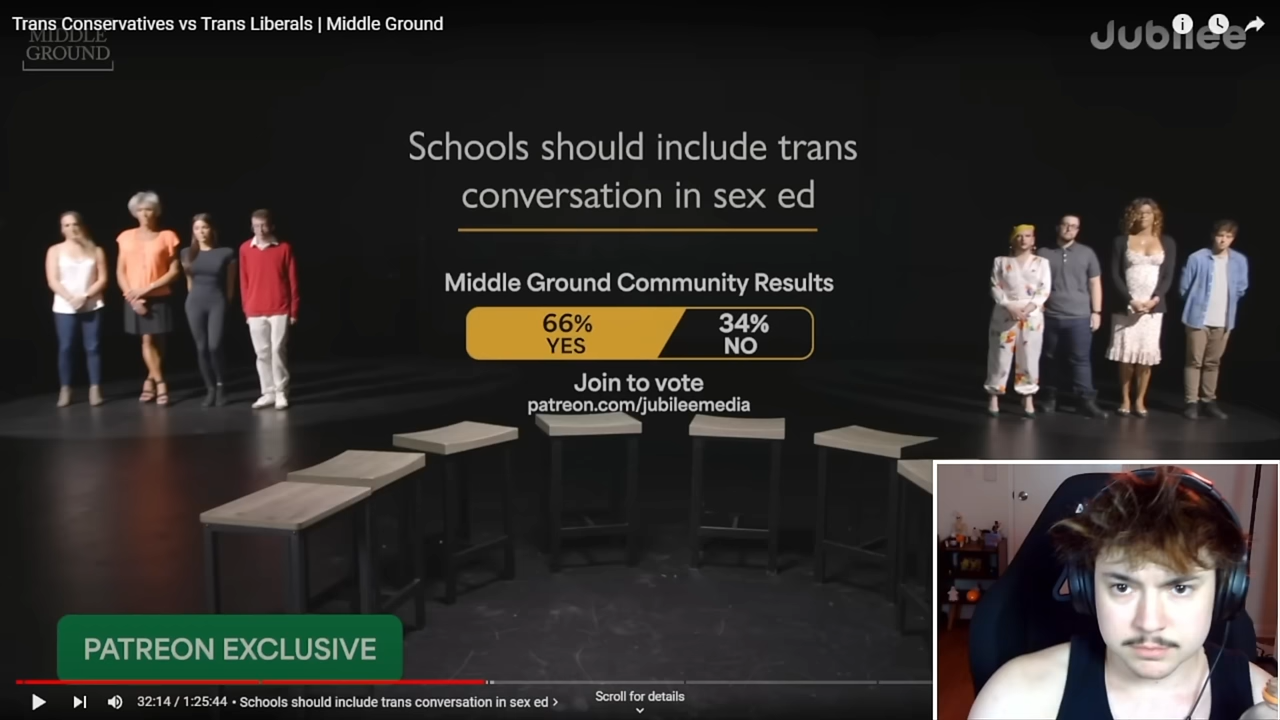 Trans Conservatives vs Trans Liberals | Middle Ground
MIDDLE
GROUND
Jubilee
Schools should include trans
conversation in sex ed
Middle Ground Community Results
66%
YES
34%
NO
Join to vote
patreon.com/jubileemedia
PATREON EXCLUSIVE
32:14 / 1:25:44 • Schools should include trans conversation in sex ed >
Scroll for details